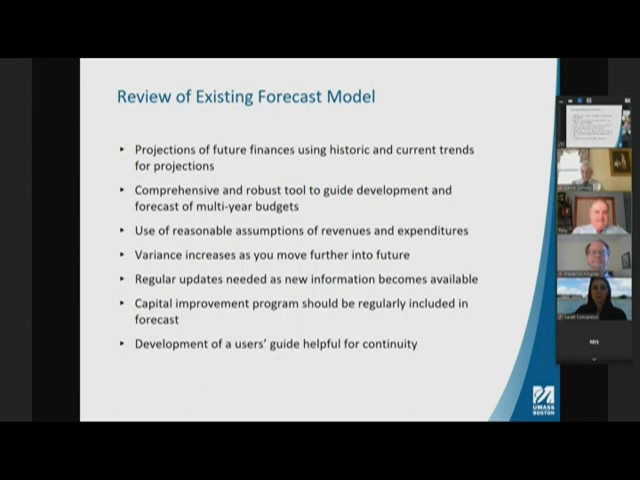 Review of Existing Forecast Model
‣ Projections of future finances using historic and current trends
for projections
‣ Comprehensive and robust tool to guide development and
forecast of multi-year budgets
‣ Use of reasonable assumptions of revenues and expenditures
‣ Variance increases as you move further into future
‣ Regular updates needed as new information becomes available
‣ Capital improvement program should be regularly included in
forecast
‣ Development of a users' guide helpful for continuity
UMASS
BOSTON